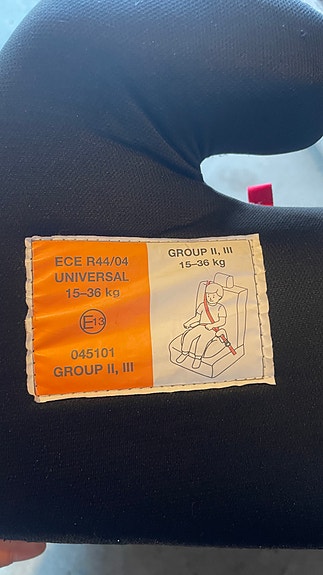 ECE R44/04
UNIVERSAL
15–36 kg
E13
045101
GROUP II, III
GROUP II, III
15–36 kg